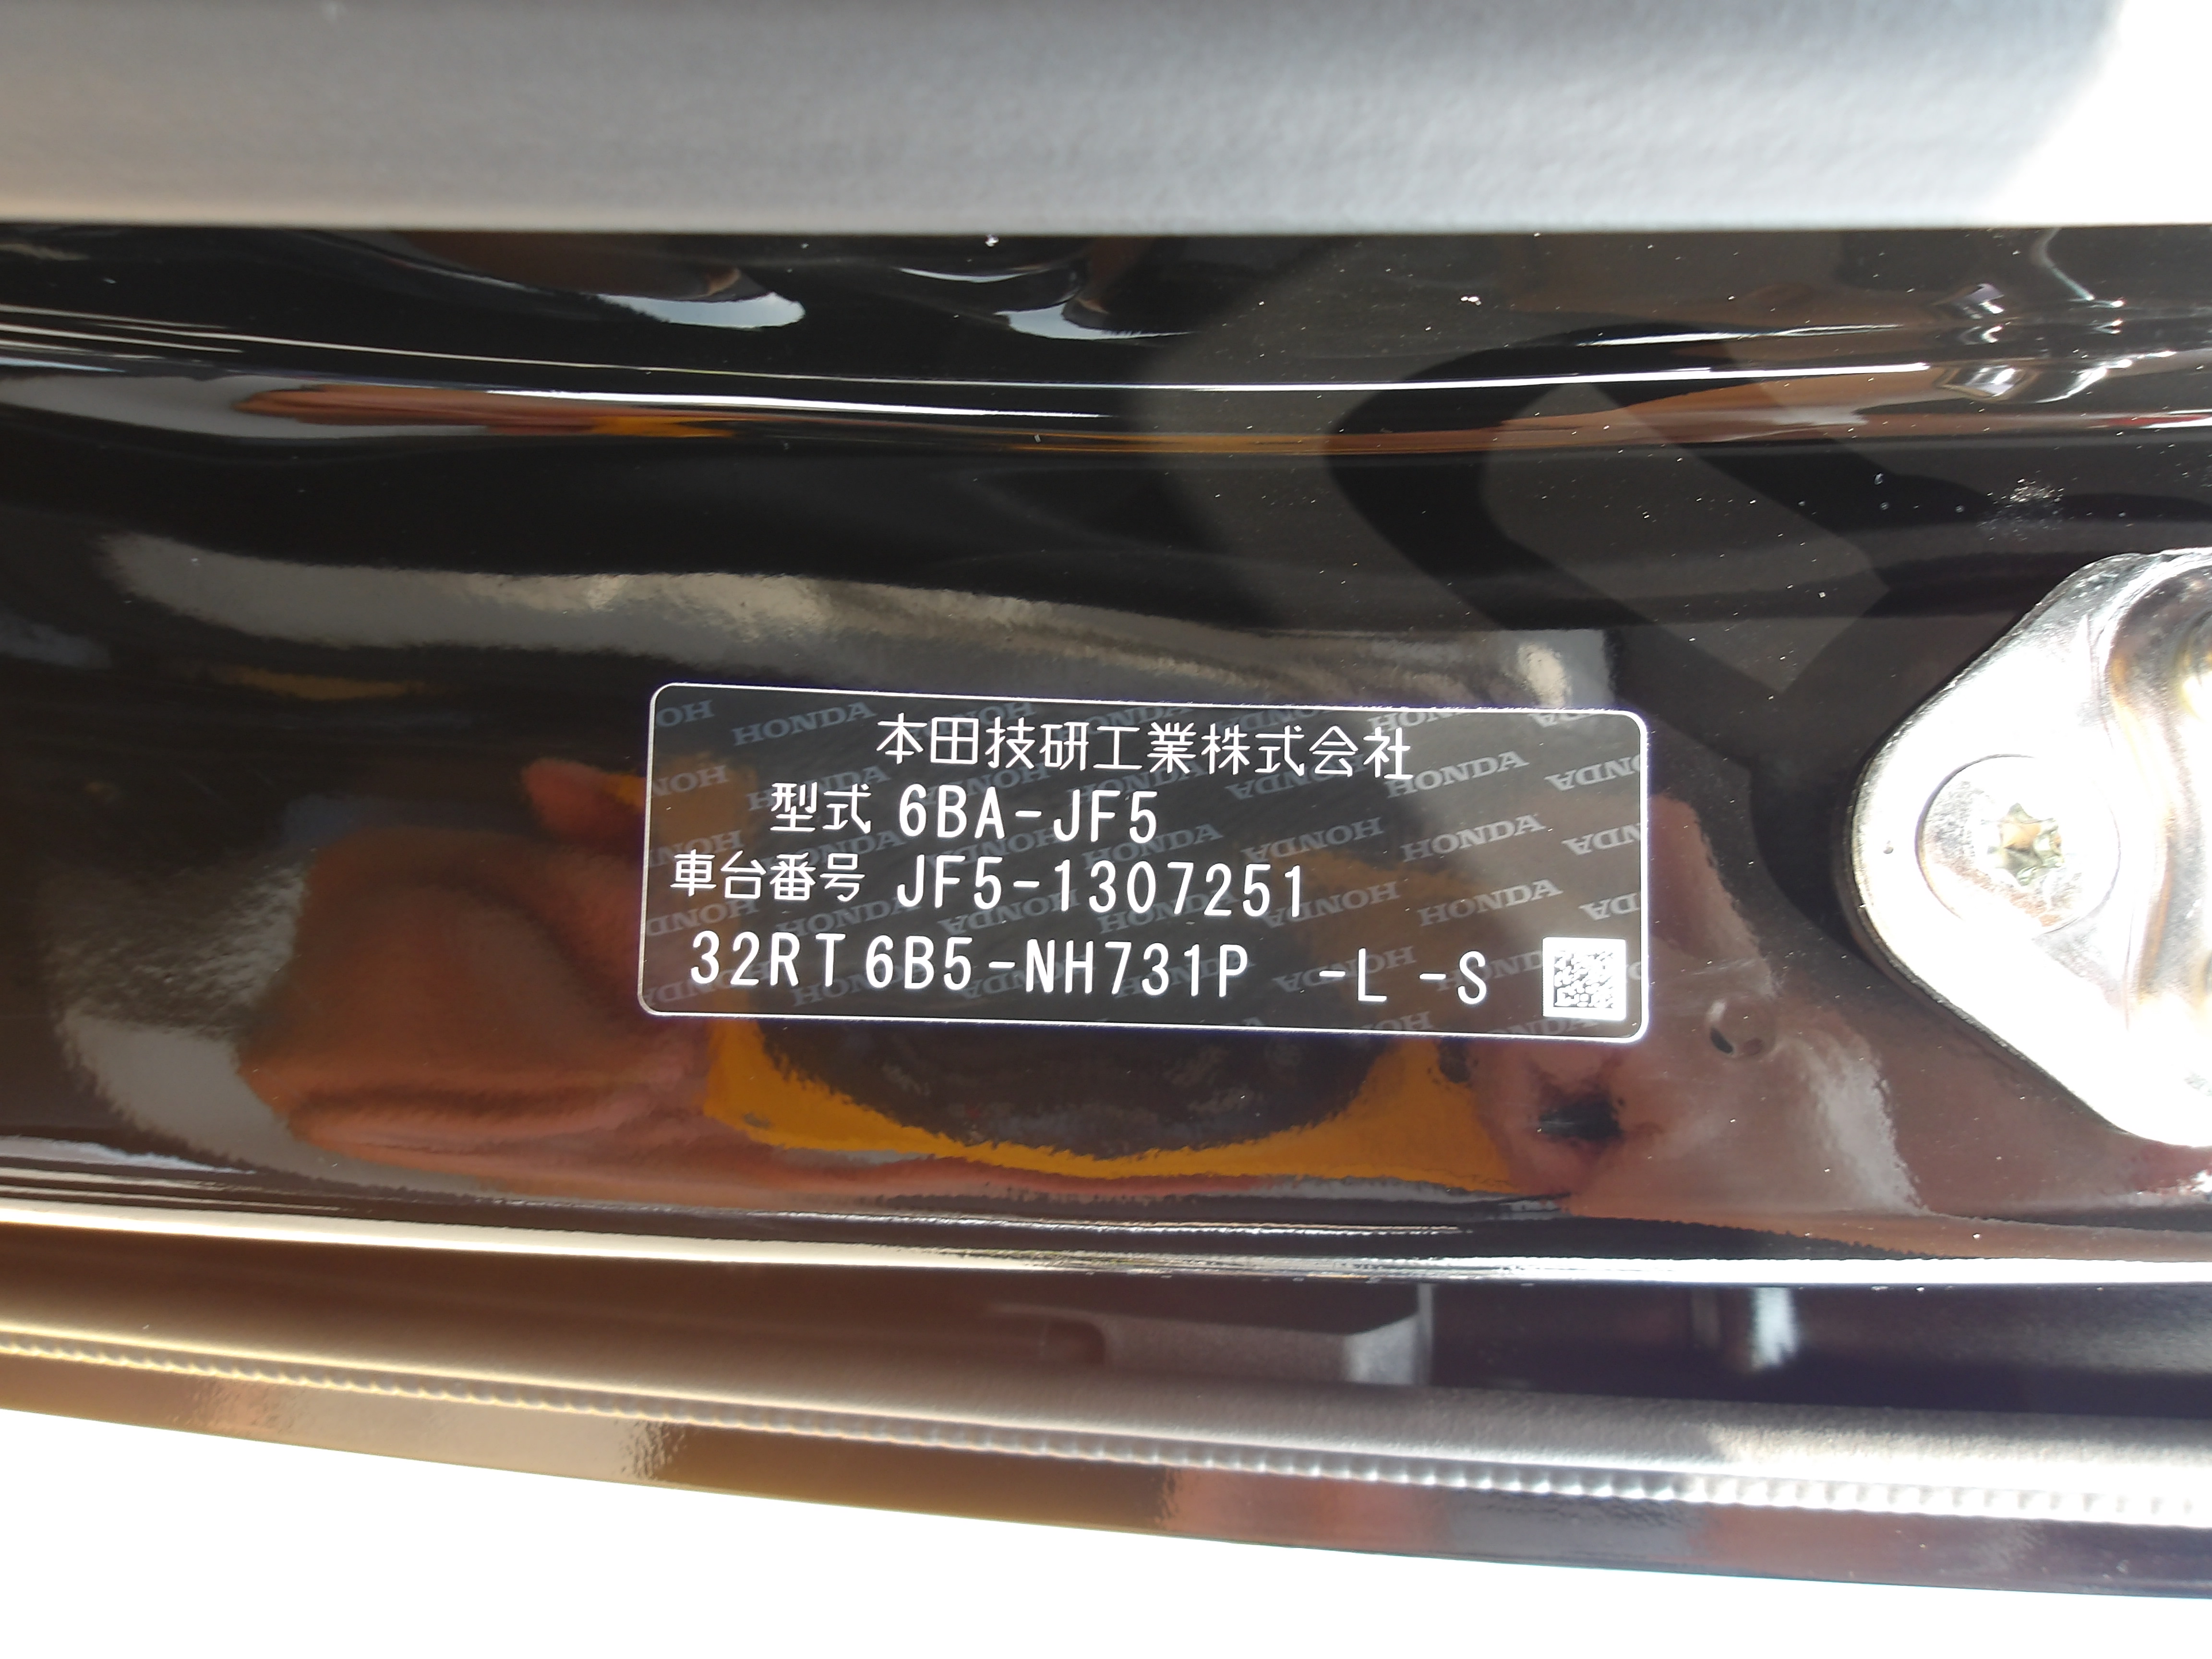 本田技研工業株式会社
型式 6BA-JF5
車台番号 JF5-1307251
32RT6B5-NH731P -L -S
HONDA